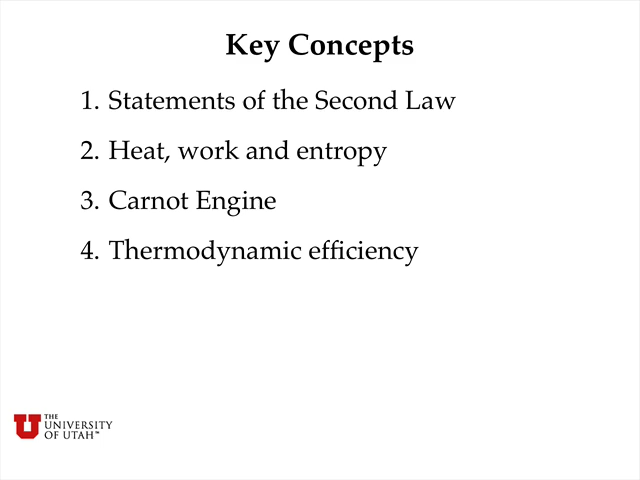 Key Concepts
1. Statements of the Second Law
2. Heat, work and entropy
3. Carnot Engine
4. Thermodynamic efficiency
THE
UNIVERSITY
OF UTAH™